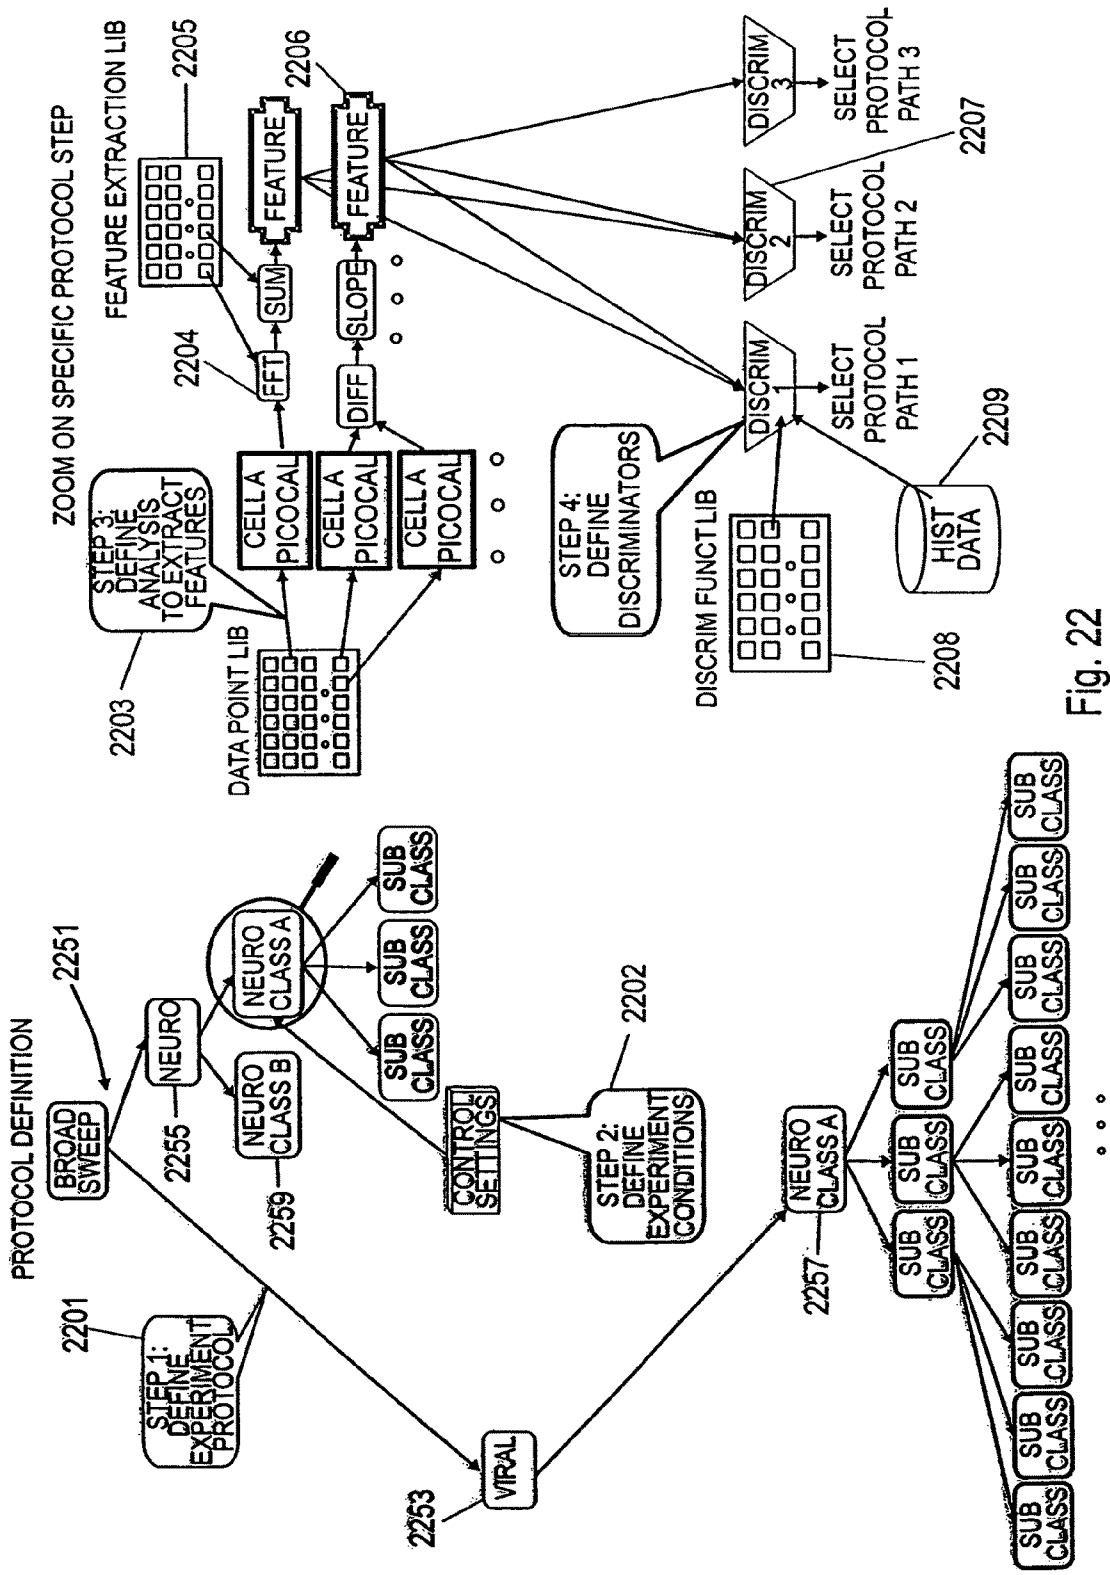 PROTOCOL DEFINITION
BROAD
SWEEP
2251
STEP 1:
DEFINE
EXPERIMENT
PROTOCOL
2201
NEURO
2255
NEURO
CLASS B
2259
NEURO
CLASS A
SUB
CLASS
SUB
CLASS
SUB
CLASS
CONTROL
SETTINGS
STEP 2:
DEFINE
EXPERIMENT
CONDITIONS
2202
VIRAL
2253
NEURO
CLASS A
2257
SUB
CLASS
SUB
CLASS
SUB
CLASS
SUB
CLASS
SUB
CLASS
SUB
CLASS
SUB
CLASS
SUB
CLASS
SUB
CLASS
SUB
CLASS
SUB
CLASS
SUB
CLASS
ZOOM ON SPECIFIC PROTOCOL STEP
FEATURE EXTRACTION LIB
2205
STEP 3:
DEFINE
ANALYSIS
TO EXTRACT
FEATURES
2203
DATA POINT LIB
CELL A
PICOCAL
CELL A
PICOCAL
CELL A
PICOCAL
FFT
2204
SUM
FEATURE
DIFF
SLOPE
FEATURE
2206
STEP 4:
DEFINE
DISCRIMINATORS
DISCRIM FUNCT LIB
2208
HIST
DATA
2209
DISCRIM
SELECT
PROTOCOL
PATH 1
DISCRIM
2
SELECT
PROTOCOL
PATH 2
2207
DISCRIM
3
SELECT
PROTOCOL
PATH 3
Fig. 22